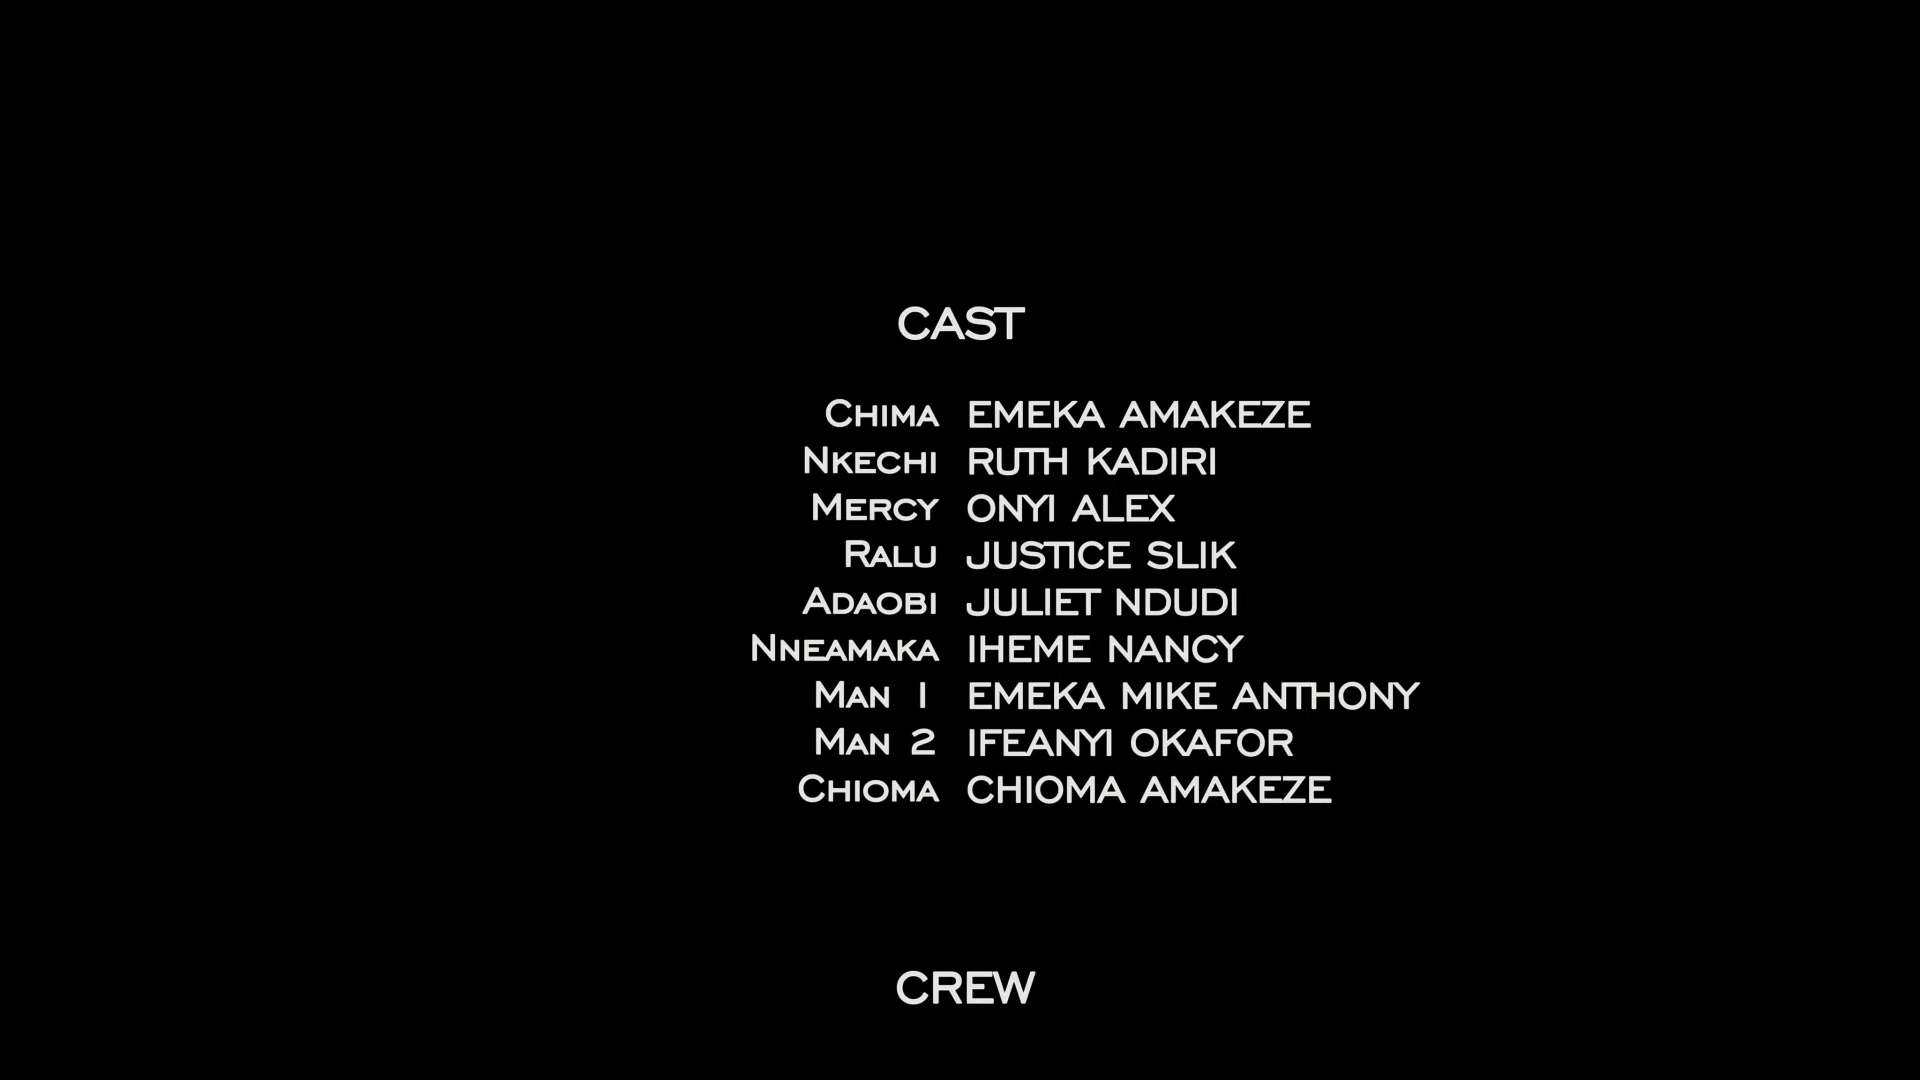 CAST
Chima EMEKA AMAKEZE
Nkechi RUTH KADIRI
Mercy ONYI ALEX
Ralu JUSTICE SLIK
Adaobi JULIET NDUDI
Nneamaka IHEME NANCY
Man 1 EMEKA MIKE ANTHONY
Man 2 IFEANYI OKAFOR
Chioma CHIOMA AMAKEZE
CREW